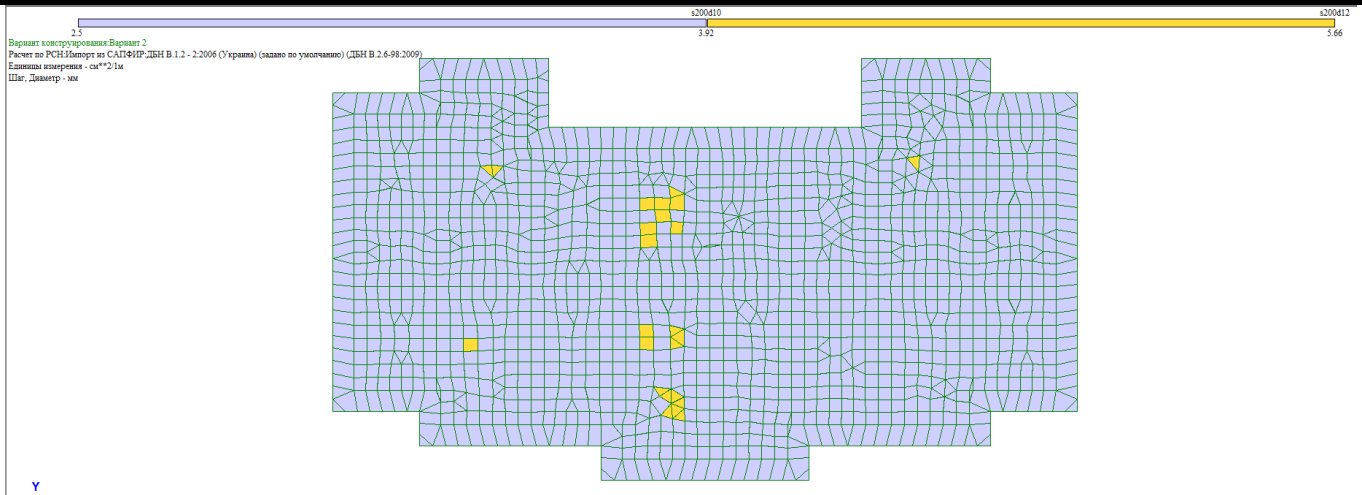 s200d10 s200d12
2.5 3.92 5.66
Вариант конструирования:Вариант 2
Расчет по РСН:Импорт из САПФИР:ДБН В.1.2 - 2:2006 (Украина) (задано по умолчанию) (ДБН В.2.6-98:2009)
Единицы измерения - см**2/1м
Шаг, Диаметр - мм
Y